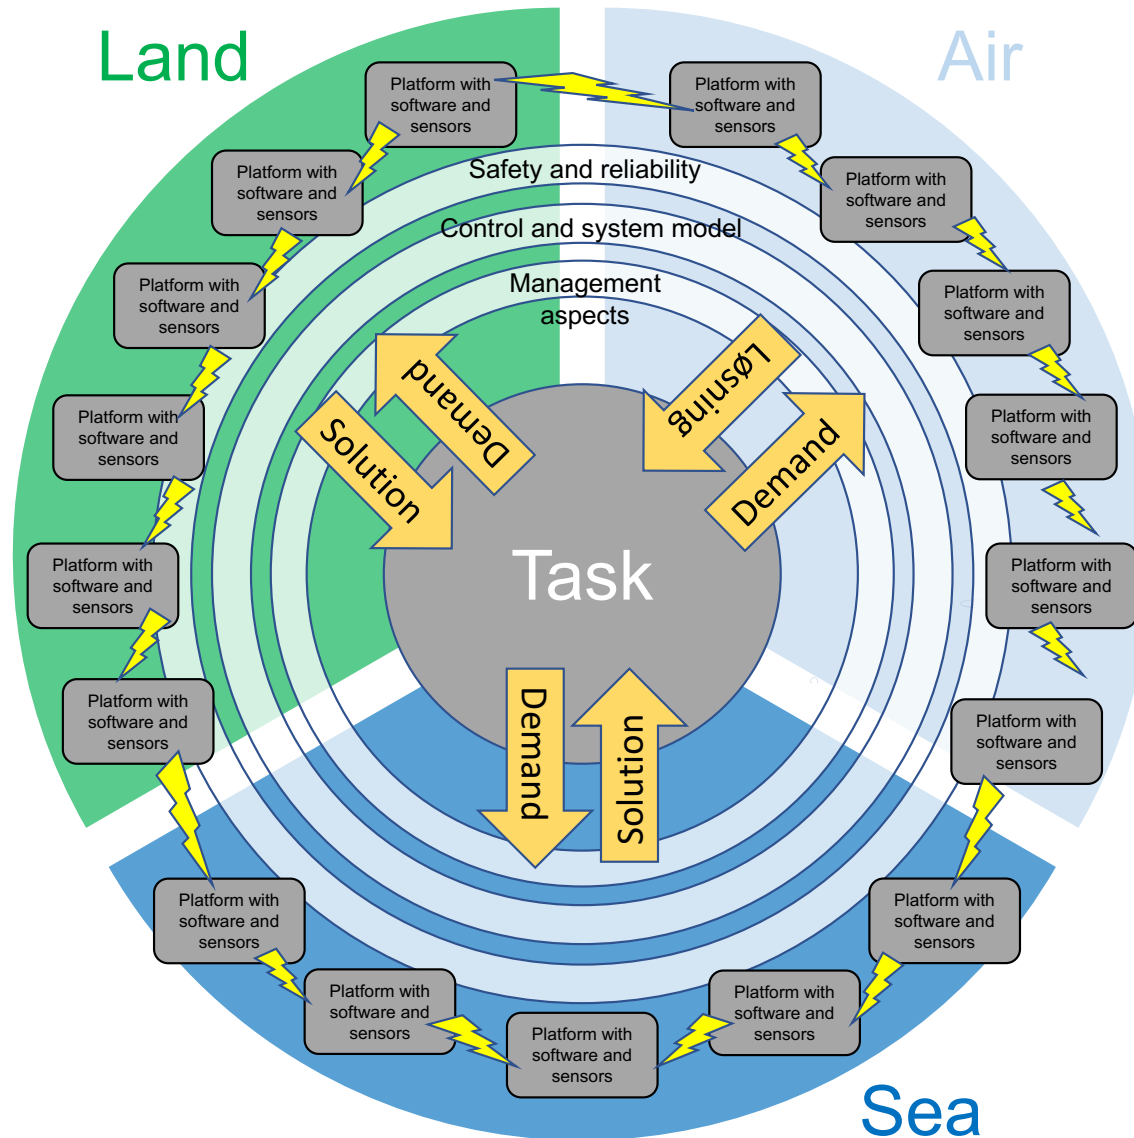 Land
Air
Platform with
software and
sensors
Platform with
software and
sensors
Platform with
software and
sensors
Platform with
software and
sensors
Safety and reliability
Control and system model
Management
aspects
Platform with
software and
sensors
Platform with
software and
sensors
Demand
Solution
Løsning
Demand
Platform with
software and
sensors
Platform with
software and
sensors
Task
Platform with
software and
sensors
Platform with
software and
sensors
Platform with
software and
sensors
Platform with
software and
sensors
Demand
Solution
Platform with
software and
sensors
Platform with
software and
sensors
Platform with
software and
sensors
Platform with
software and
sensors
Platform with
software and
sensors
Sea